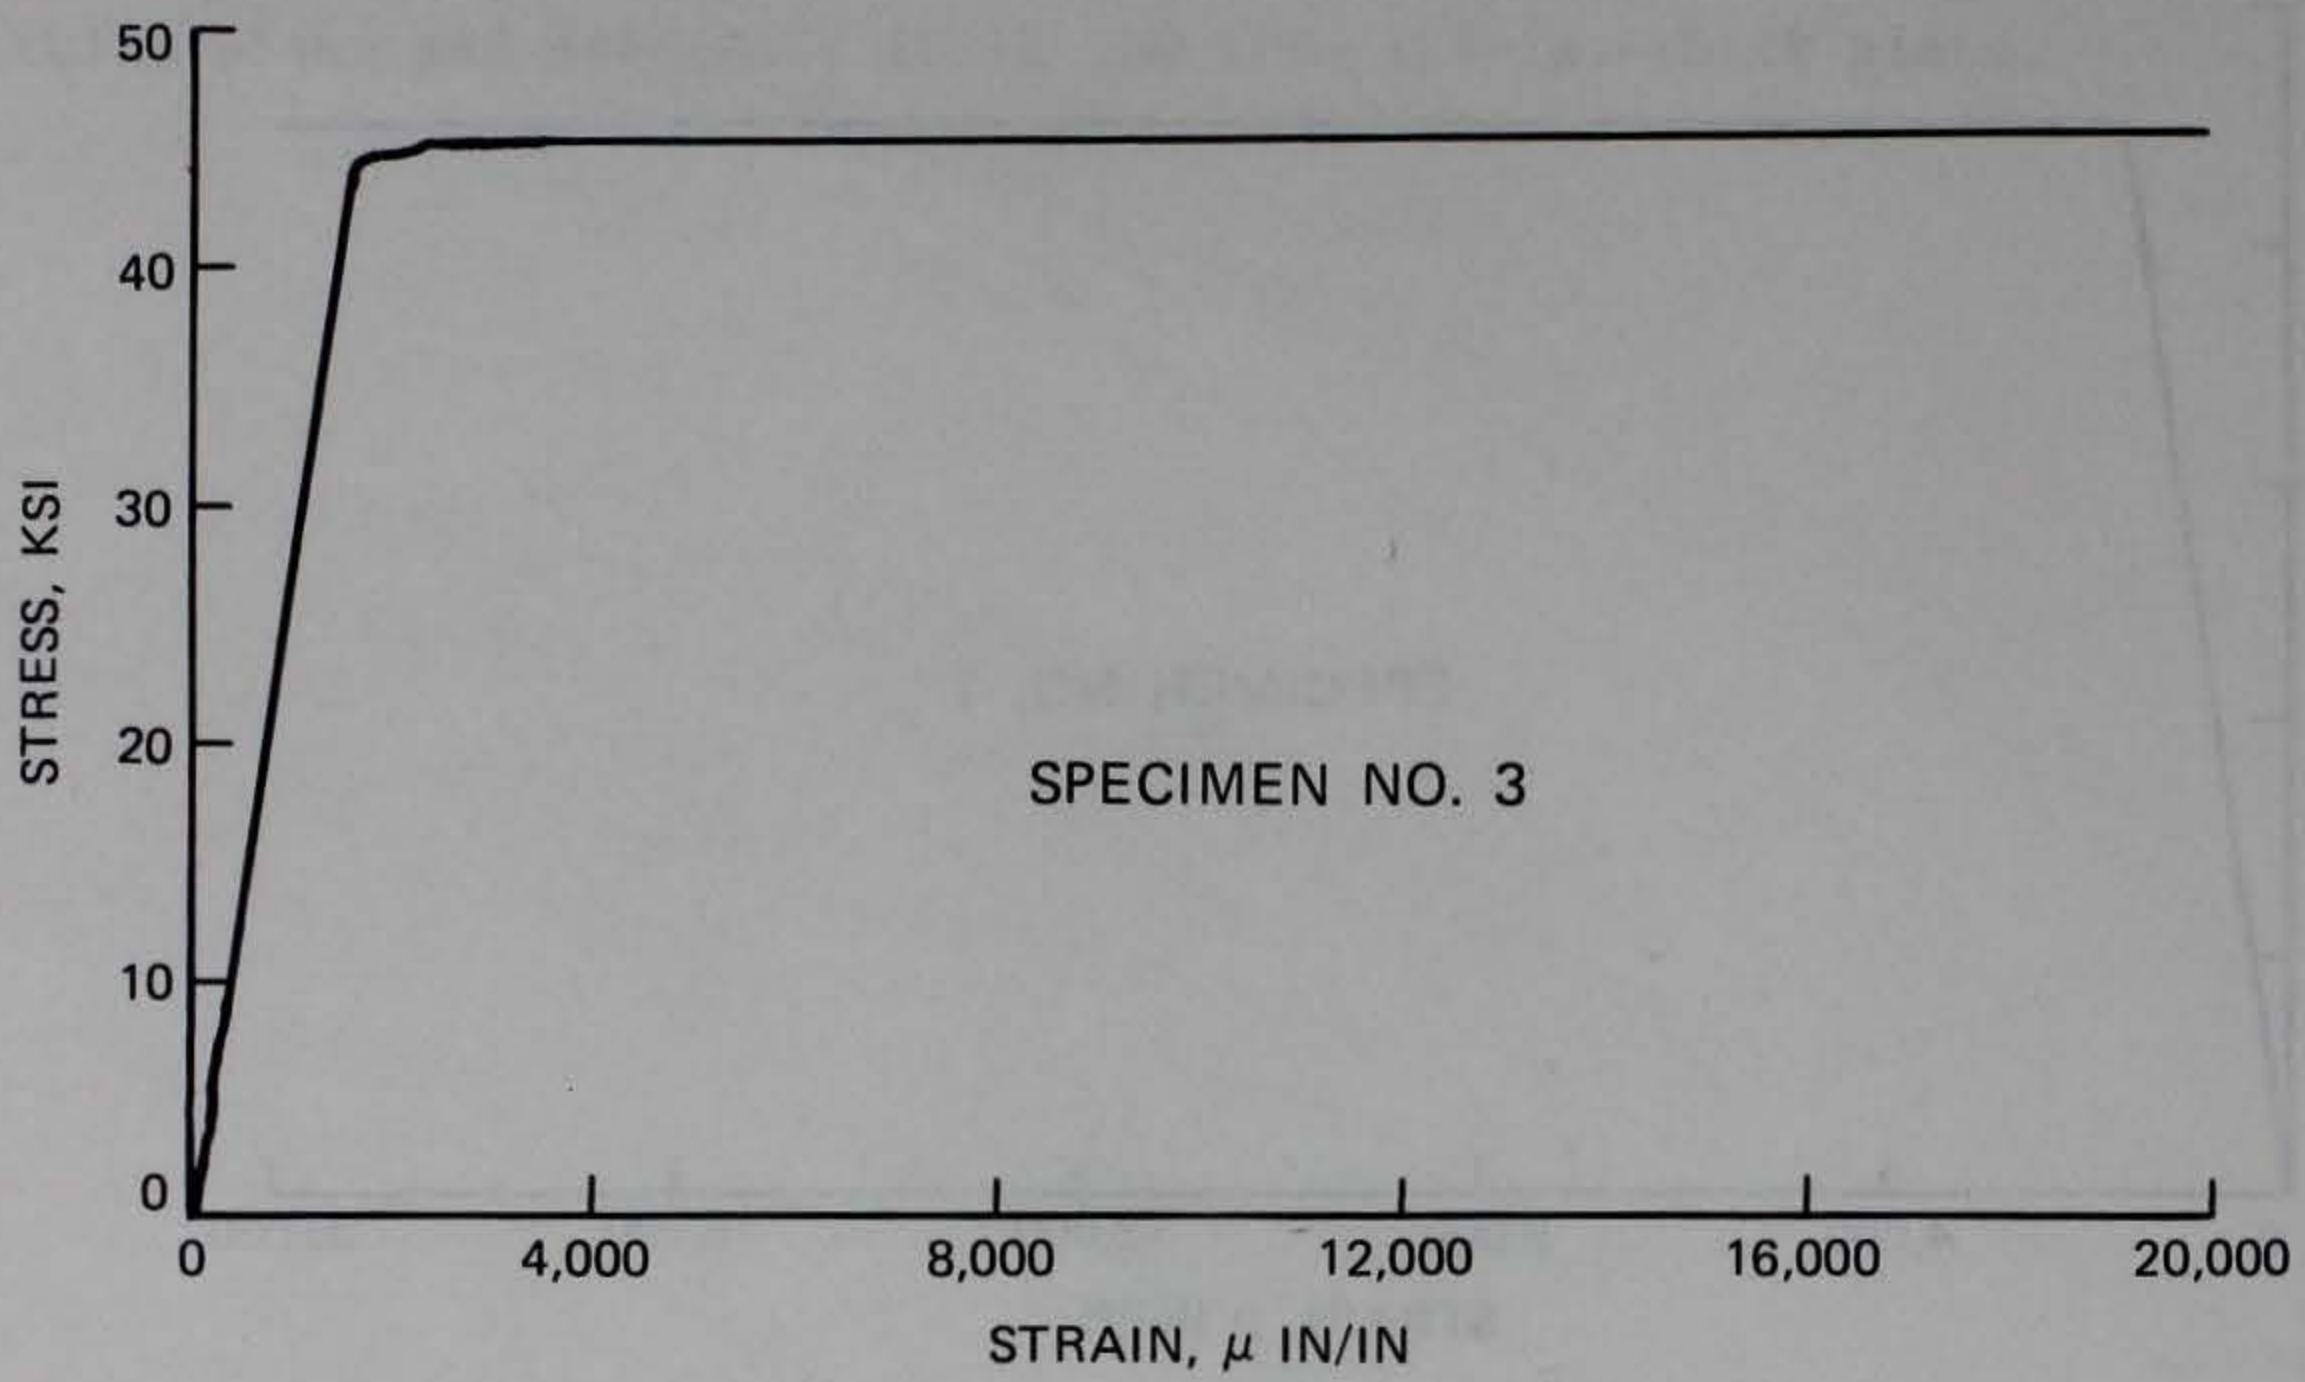 50
40
30
20
10
0
STRESS, KSI
SPECIMEN NO. 3
0 4,000 8,000 12,000 16,000 20,000
STRAIN, μ IN/IN